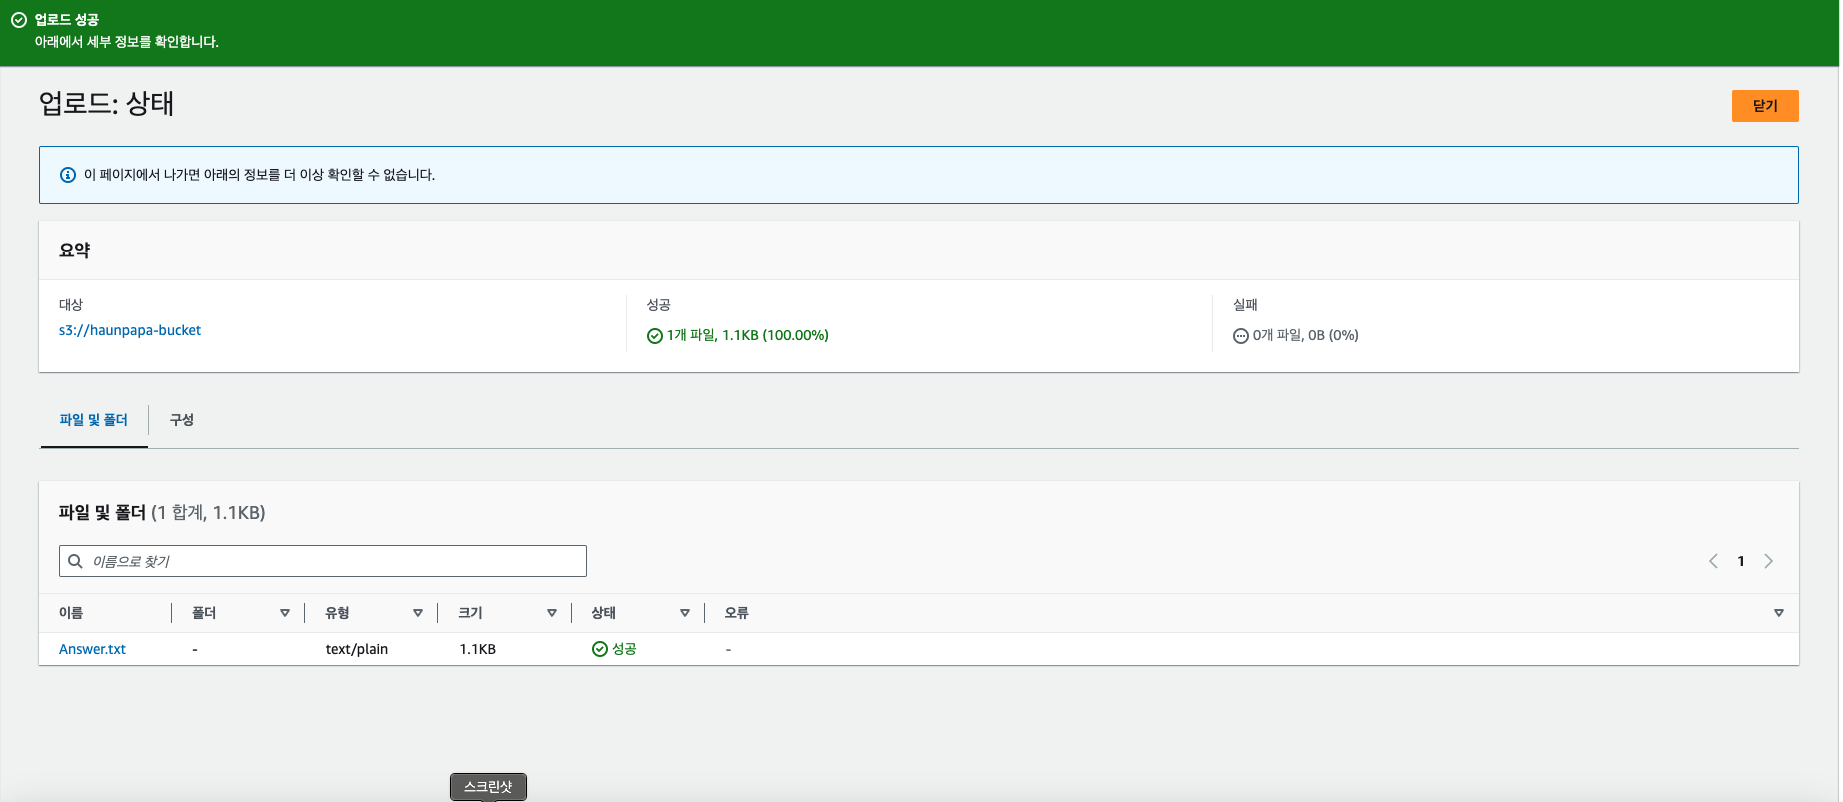 업로드 성공
아래에서 세부 정보를 확인합니다.
업로드: 상태
닫기
이 페이지에서 나가면 아래의 정보를 더 이상 확인할 수 없습니다.
요약
대상
s3://haunpapa-bucket
성공
1개 파일, 1.1KB (100.00%)
실패
0개 파일, 0B (0%)
파일 및 폴더
구성
파일 및 폴더 (1 합계, 1.1KB)
이름으로 찾기
1
이름 폴더 유형 크기 상태 오류
Answer.txt - text/plain 1.1KB 성공 -
스크린샷